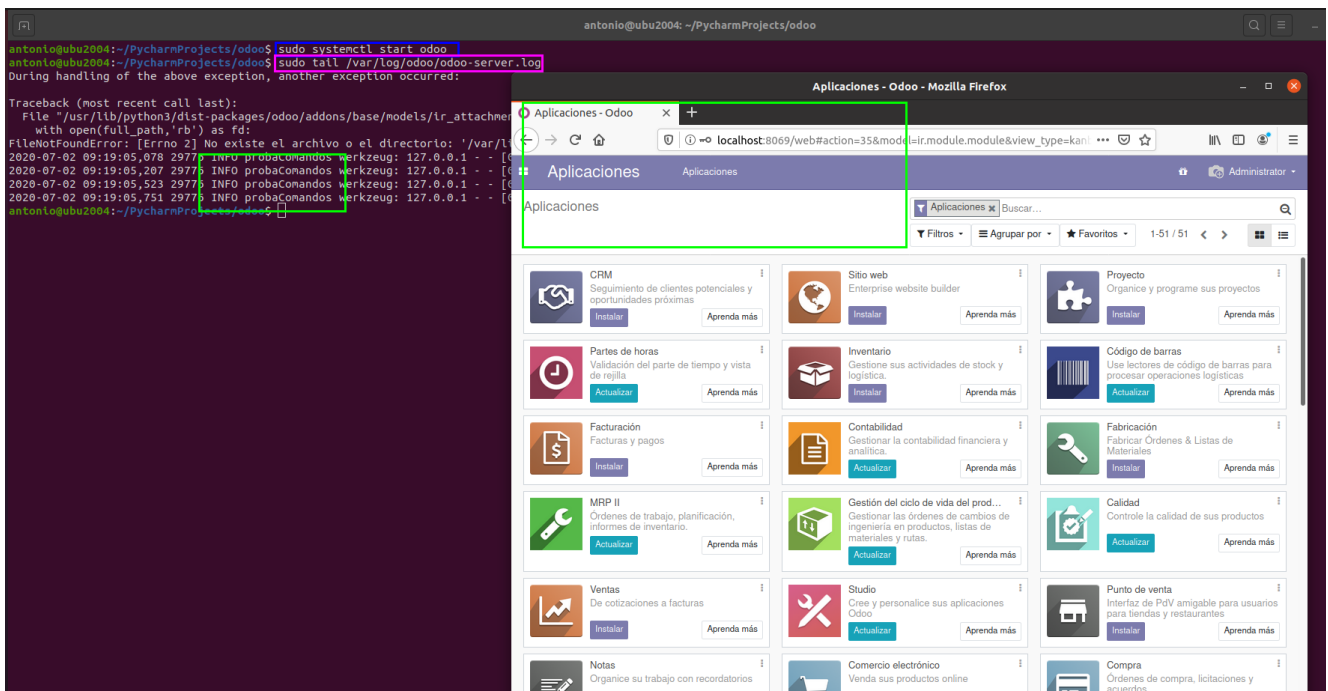 antonio@ubu2004: ~/PycharmProjects/odoo
antonio@ubu2004:~/PycharmProjects/odoo$ sudo systemctl start odoo
antonio@ubu2004:~/PycharmProjects/odoo$ sudo tail /var/log/odoo/odoo-server.log
During handling of the above exception, another exception occurred:
Traceback (most recent call last):
File "/usr/lib/python3/dist-packages/odoo/addons/base/models/ir_attachmen
with open(full_path,'rb') as fd:
FileNotFoundError: [Errno 2] No existe el archivo o el directorio: '/var/li
2020-07-02 09:19:05,078 29776 INFO probaComandos werkzeug: 127.0.0.1 - - [0
2020-07-02 09:19:05,207 29776 INFO probaComandos werkzeug: 127.0.0.1 - - [0
2020-07-02 09:19:05,523 29776 INFO probaComandos werkzeug: 127.0.0.1 - - [0
2020-07-02 09:19:05,751 29776 INFO probaComandos werkzeug: 127.0.0.1 - - [0
antonio@ubu2004:~/PycharmProjects/odoo$
Aplicaciones - Odoo - Mozilla Firefox
Aplicaciones - Odoo
localhost:8069/web#action=35&model=ir.module.module&view_type=kan
Aplicaciones Aplicaciones Administrator
Aplicaciones
Aplicaciones Buscar...
Filtros Agrupar por Favoritos 1-51 / 51
CRM
Seguimiento de clientes potenciales y
oportunidades próximas
Instalar Aprenda más
Sitio web
Enterprise website builder
Instalar Aprenda más
Proyecto
Organice y programe sus proyectos
Instalar Aprenda más
Partes de horas
Validación del parte de tiempo y vista
de rejilla
Actualizar Aprenda más
Inventario
Gestione sus actividades de stock y
logística.
Instalar Aprenda más
Código de barras
Use lectores de código de barras para
procesar operaciones logísticas
Actualizar Aprenda más
Facturación
Facturas y pagos
Instalar Aprenda más
Contabilidad
Gestionar la contabilidad financiera y
analítica.
Actualizar Aprenda más
Fabricación
Fabricar Órdenes & Listas de
Materiales
Instalar Aprenda más
MRP II
Órdenes de trabajo, planificación,
informes de inventario.
Actualizar Aprenda más
Gestión del ciclo de vida del prod...
Gestionar las órdenes de cambios de
ingeniería en productos, listas de
materiales y rutas.
Actualizar Aprenda más
Calidad
Controle la calidad de sus productos
Actualizar Aprenda más
Ventas
De cotizaciones a facturas
Instalar Aprenda más
Studio
Cree y personalice sus aplicaciones
Odoo
Actualizar Aprenda más
Punto de venta
Interfaz de PdV amigable para usuarios
para tiendas y restaurantes
Instalar Aprenda más
Notas
Organice su trabajo con recordatorios
Comercio electrónico
Venda sus productos online
Compra
Órdenes de compra, licitaciones y
acuerdos